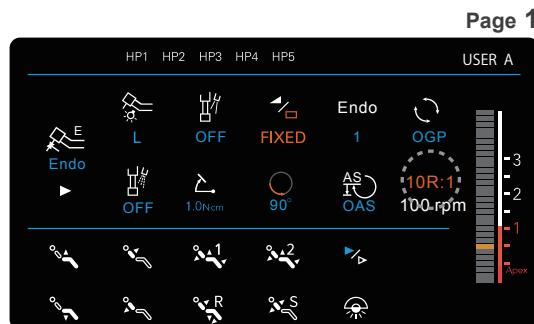 Page 1
HP1 HP2 HP3 HP4 HP5 USER A
E
Endo
L OFF FIXED 1 OGP
Endo
AS
OFF 1.0Ncm 90° OAS 10R:1
100 rpm
3
2
1
Apex
1 2
R S